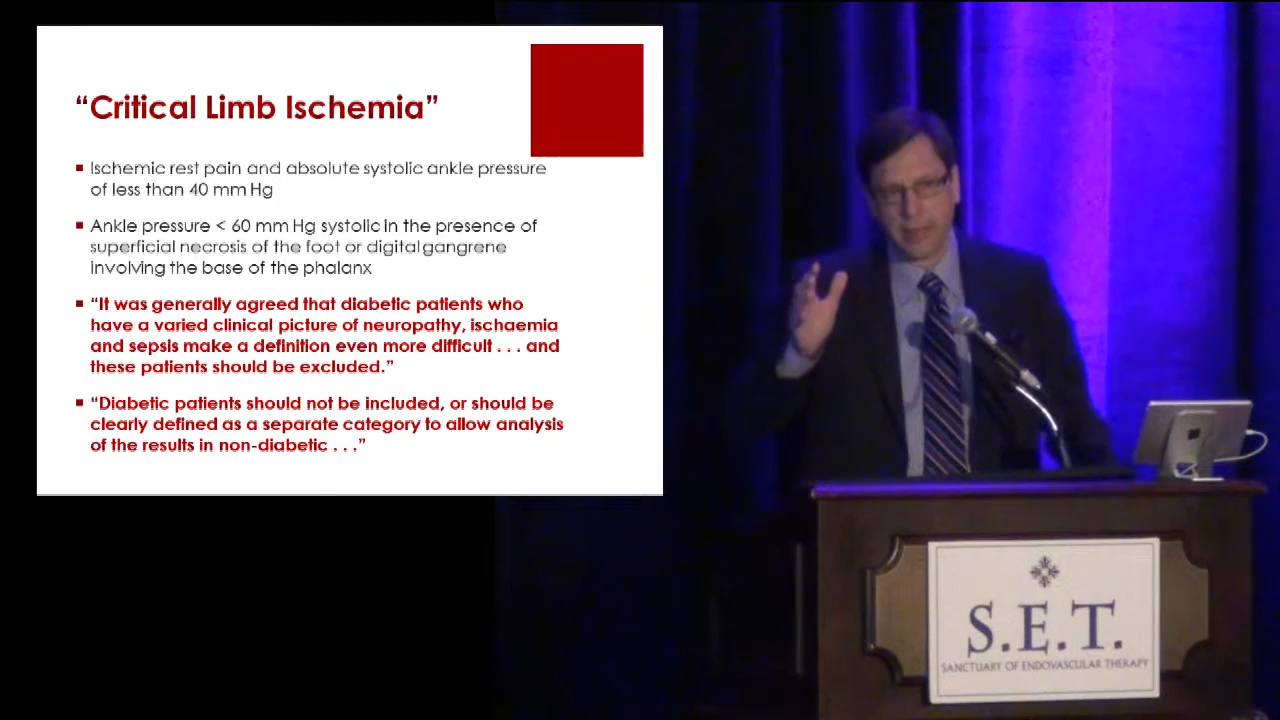 “Critical Limb Ischemia”
Ischemic rest pain and absolute systolic ankle pressure
of less than 40 mm Hg
Ankle pressure < 60 mm Hg systolic in the presence of
superficial necrosis of the foot or digital gangrene
involving the base of the phalanx
“It was generally agreed that diabetic patients who
have a varied clinical picture of neuropathy, ischaemia
and sepsis make a definition even more difficult . . . and
these patients should be excluded.”
“Diabetic patients should not be included, or should be
clearly defined as a separate category to allow analysis
of the results in non-diabetic . . .”
S.E.T.
SANCTUARY OF ENDOVASCULAR THERAPY